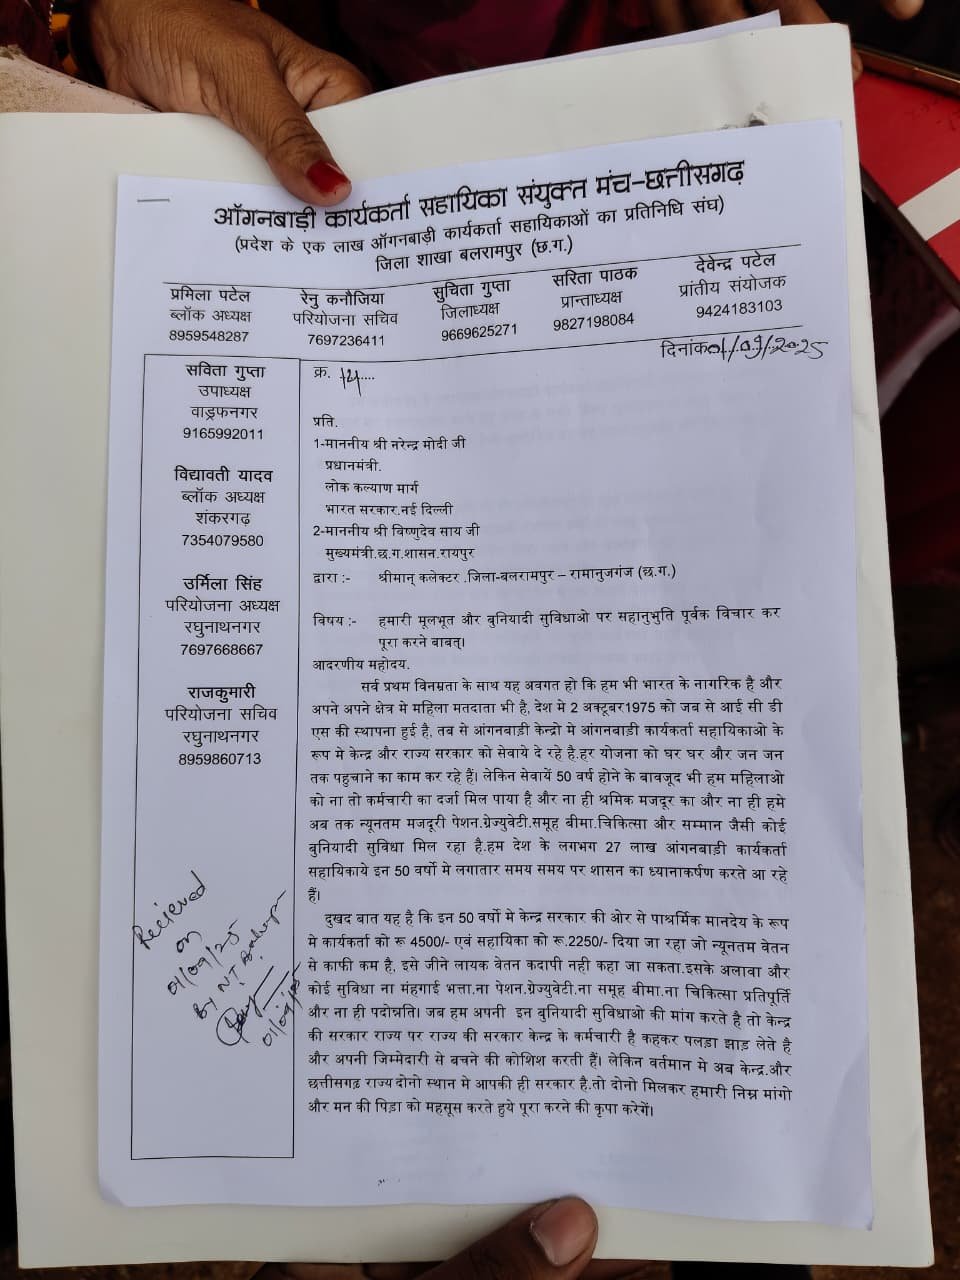 ऑगनबाड़ी कार्यकर्ता सहायिका संयुक्त मंच-छत्तीसगढ़
(प्रदेश के एक लाख ऑगनबाड़ी कार्यकर्ता सहायिकाओं का प्रतिनिधि संघ)
जिला शाखा बलरामपुर (छ.ग.)
प्रमिला पटेल
ब्लॉक अध्यक्ष
8959548287
रेनु कनौजिया
परियोजना सचिव
7697236411
सुचिता गुप्ता
जिलाध्यक्ष
9669625271
सरिता पाठक
प्रान्ताध्यक्ष
9827198084
देवेन्द्र पटेल
प्रांतीय संयोजक
9424183103
दिनांक 01/09/2025
सविता गुप्ता
उपाध्यक्ष
वाड्रफनगर
9165992011
विद्यावती यादव
ब्लॉक अध्यक्ष
शंकरगढ़
7354079580
उर्मिला सिंह
परियोजना अध्यक्ष
रघुनाथनगर
7697668667
राजकुमारी
परियोजना सचिव
रघुनाथनगर
8959860713
Recieved
on
01/09/25
By N.T.
01/09/25
क्र.
प्रति.
1-माननीय श्री नरेन्द्र मोदी जी
प्रधानमंत्री.
लोक कल्याण मार्ग
भारत सरकार.नई दिल्ली
2-माननीय श्री विष्णुदेव साय जी
मुख्यमंत्री.छ.ग.शासन.रायपुर
द्वारा :- श्रीमान् कलेक्टर .जिला-बलरामपुर – रामानुजगंज (छ.ग.)
विषय :- हमारी मूलभूत और बुनियादी सुविधाओ पर सहानुभुति पूर्वक विचार कर
पूरा करने बाबत्।
आदरणीय महोदय.
सर्व प्रथम विनम्रता के साथ यह अवगत हो कि हम भी भारत के नागरिक है और
अपने अपने क्षेत्र मे महिला मतदाता भी है, देश मे 2 अक्टूबर1975 को जब से आई सी डी
एस की स्थापना हुई है, तब से आंगनबाड़ी केन्द्रो मे आंगनबाड़ी कार्यकर्ता सहायिकाओ के
रूप मे केन्द्र और राज्य सरकार को सेवाये दे रहे है.हर योजना को घर घर और जन जन
तक पहुचाने का काम कर रहे हैं। लेकिन सेवायें 50 वर्ष होने के बावजूद भी हम महिलाओ
को ना तो कर्मचारी का दर्जा मिल पाया है और ना ही श्रमिक मजदूर का और ना ही हमे
अब तक न्यूनतम मजदूरी पेशन.ग्रेज्युवेटी.समूह बीमा.चिकित्सा और सम्मान जैसी कोई
बुनियादी सुविधा मिल रहा है.हम देश के लगभग 27 लाख आंगनबाड़ी कार्यकर्ता
सहायिकाये इन 50 वर्षो मे लगातार समय समय पर शासन का ध्यानाकर्षण करते आ रहे
हैं।
दुखद बात यह है कि इन 50 वर्षो मे केन्द्र सरकार की ओर से पाश्रर्मिक मानदेय के रूप
मे कार्यकर्ता को रू 4500/- एवं सहायिका को रू.2250/- दिया जा रहा जो न्यूनतम वेतन
से काफी कम है, इसे जीने लायक वेतन कदापी नही कहा जा सकता.इसके अलावा और
कोई सुविधा ना मंहगाई भत्ता.ना पेशन.ग्रेज्युवेटी.ना समूह बीमा.ना चिकित्सा प्रतिपूर्ति
और ना ही पदोन्नति। जब हम अपनी इन बुनियादी सुविधाओ की मांग करते है तो केन्द्र
की सरकार राज्य पर राज्य की सरकार केन्द्र के कर्मचारी है कहकर पलड़ा झाड़ लेते है
और अपनी जिम्मेदारी से बचने की कोशिश करती हैं। लेकिन वर्तमान मे अब केन्द्र.और
छत्तीसगढ़ राज्य दोनो स्थान मे आपकी ही सरकार है.तो दोनो मिलकर हमारी निम्न मांगो
और मन की पिड़ा को महसूस करते हुये पूरा करने की कृपा करेगें।